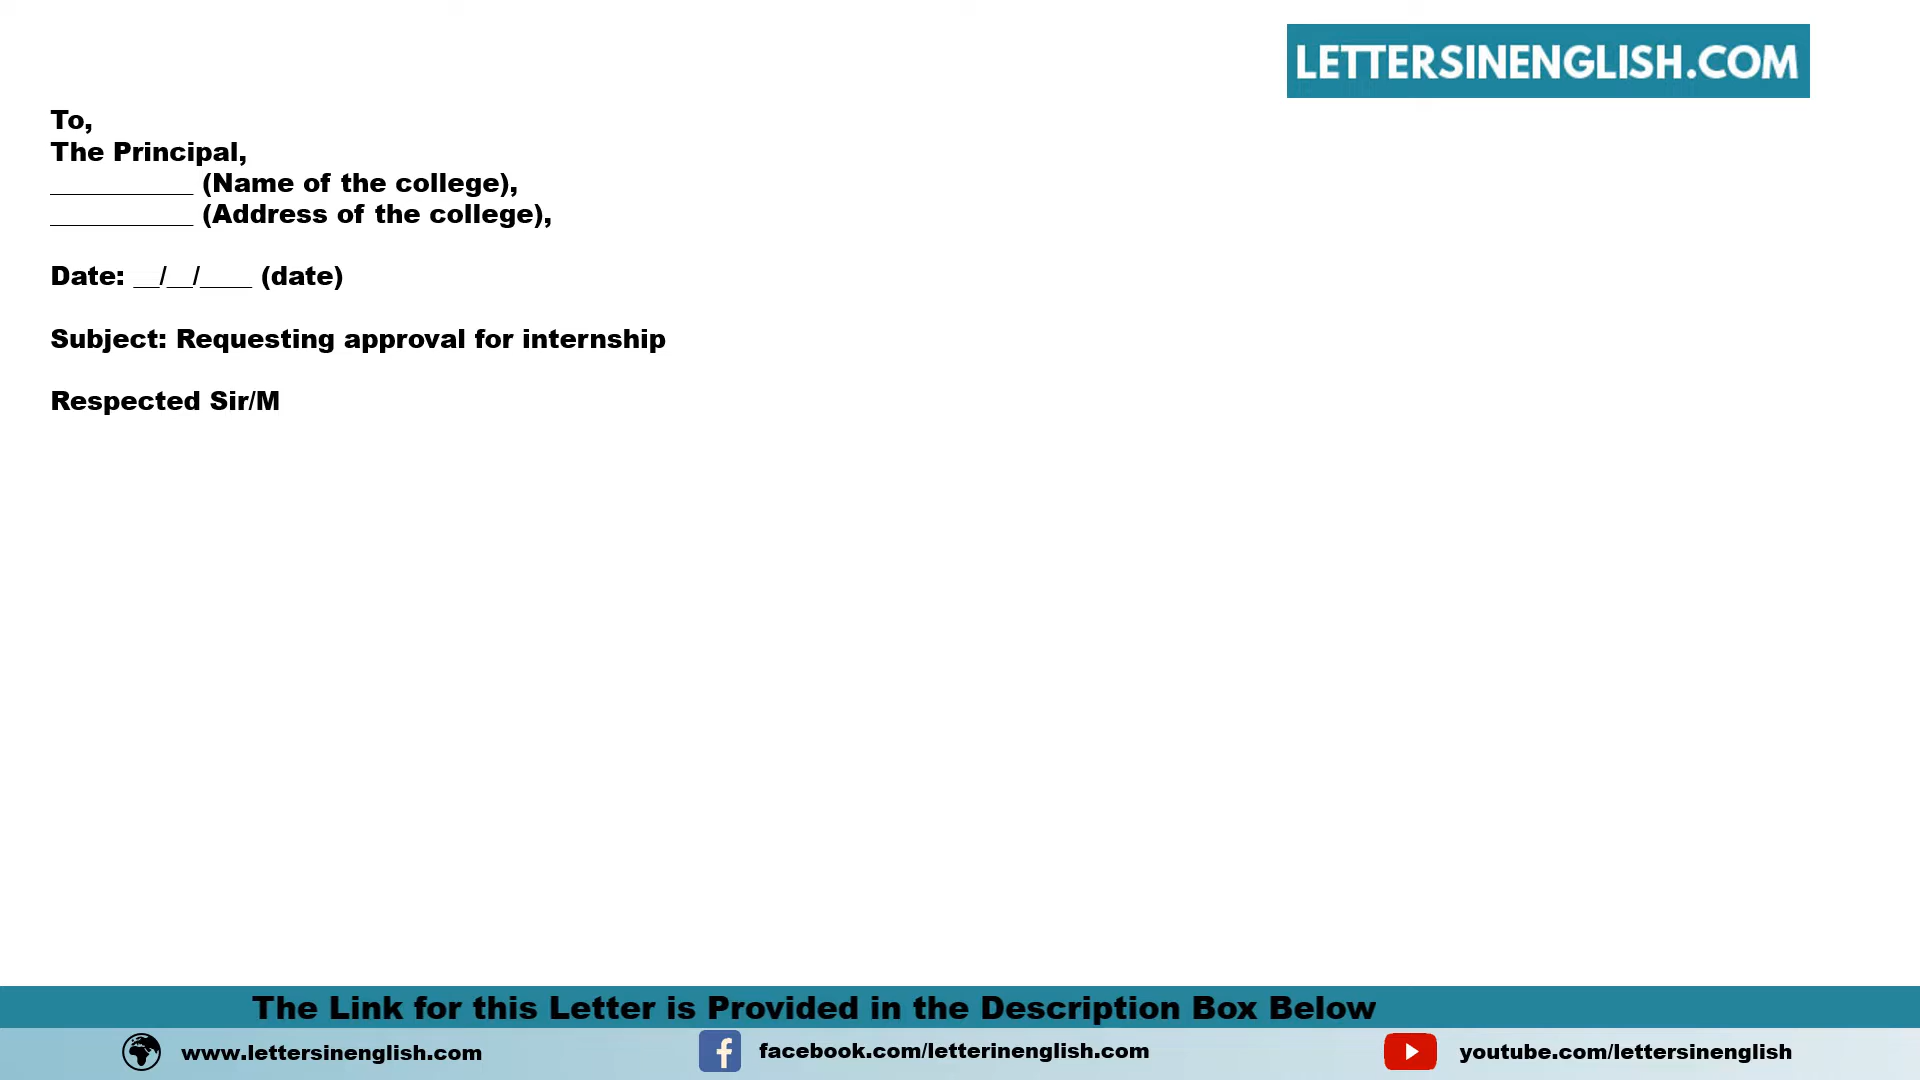 LETTERSINENGLISH.COM
To,
The Principal,
___________ (Name of the college),
___________ (Address of the college),
Date: __/__/____ (date)
Subject: Requesting approval for internship
Respected Sir/M
The Link for this Letter is Provided in the Description Box Below
www.lettersinenglish.com
facebook.com/letterinenglish.com
youtube.com/lettersinenglish